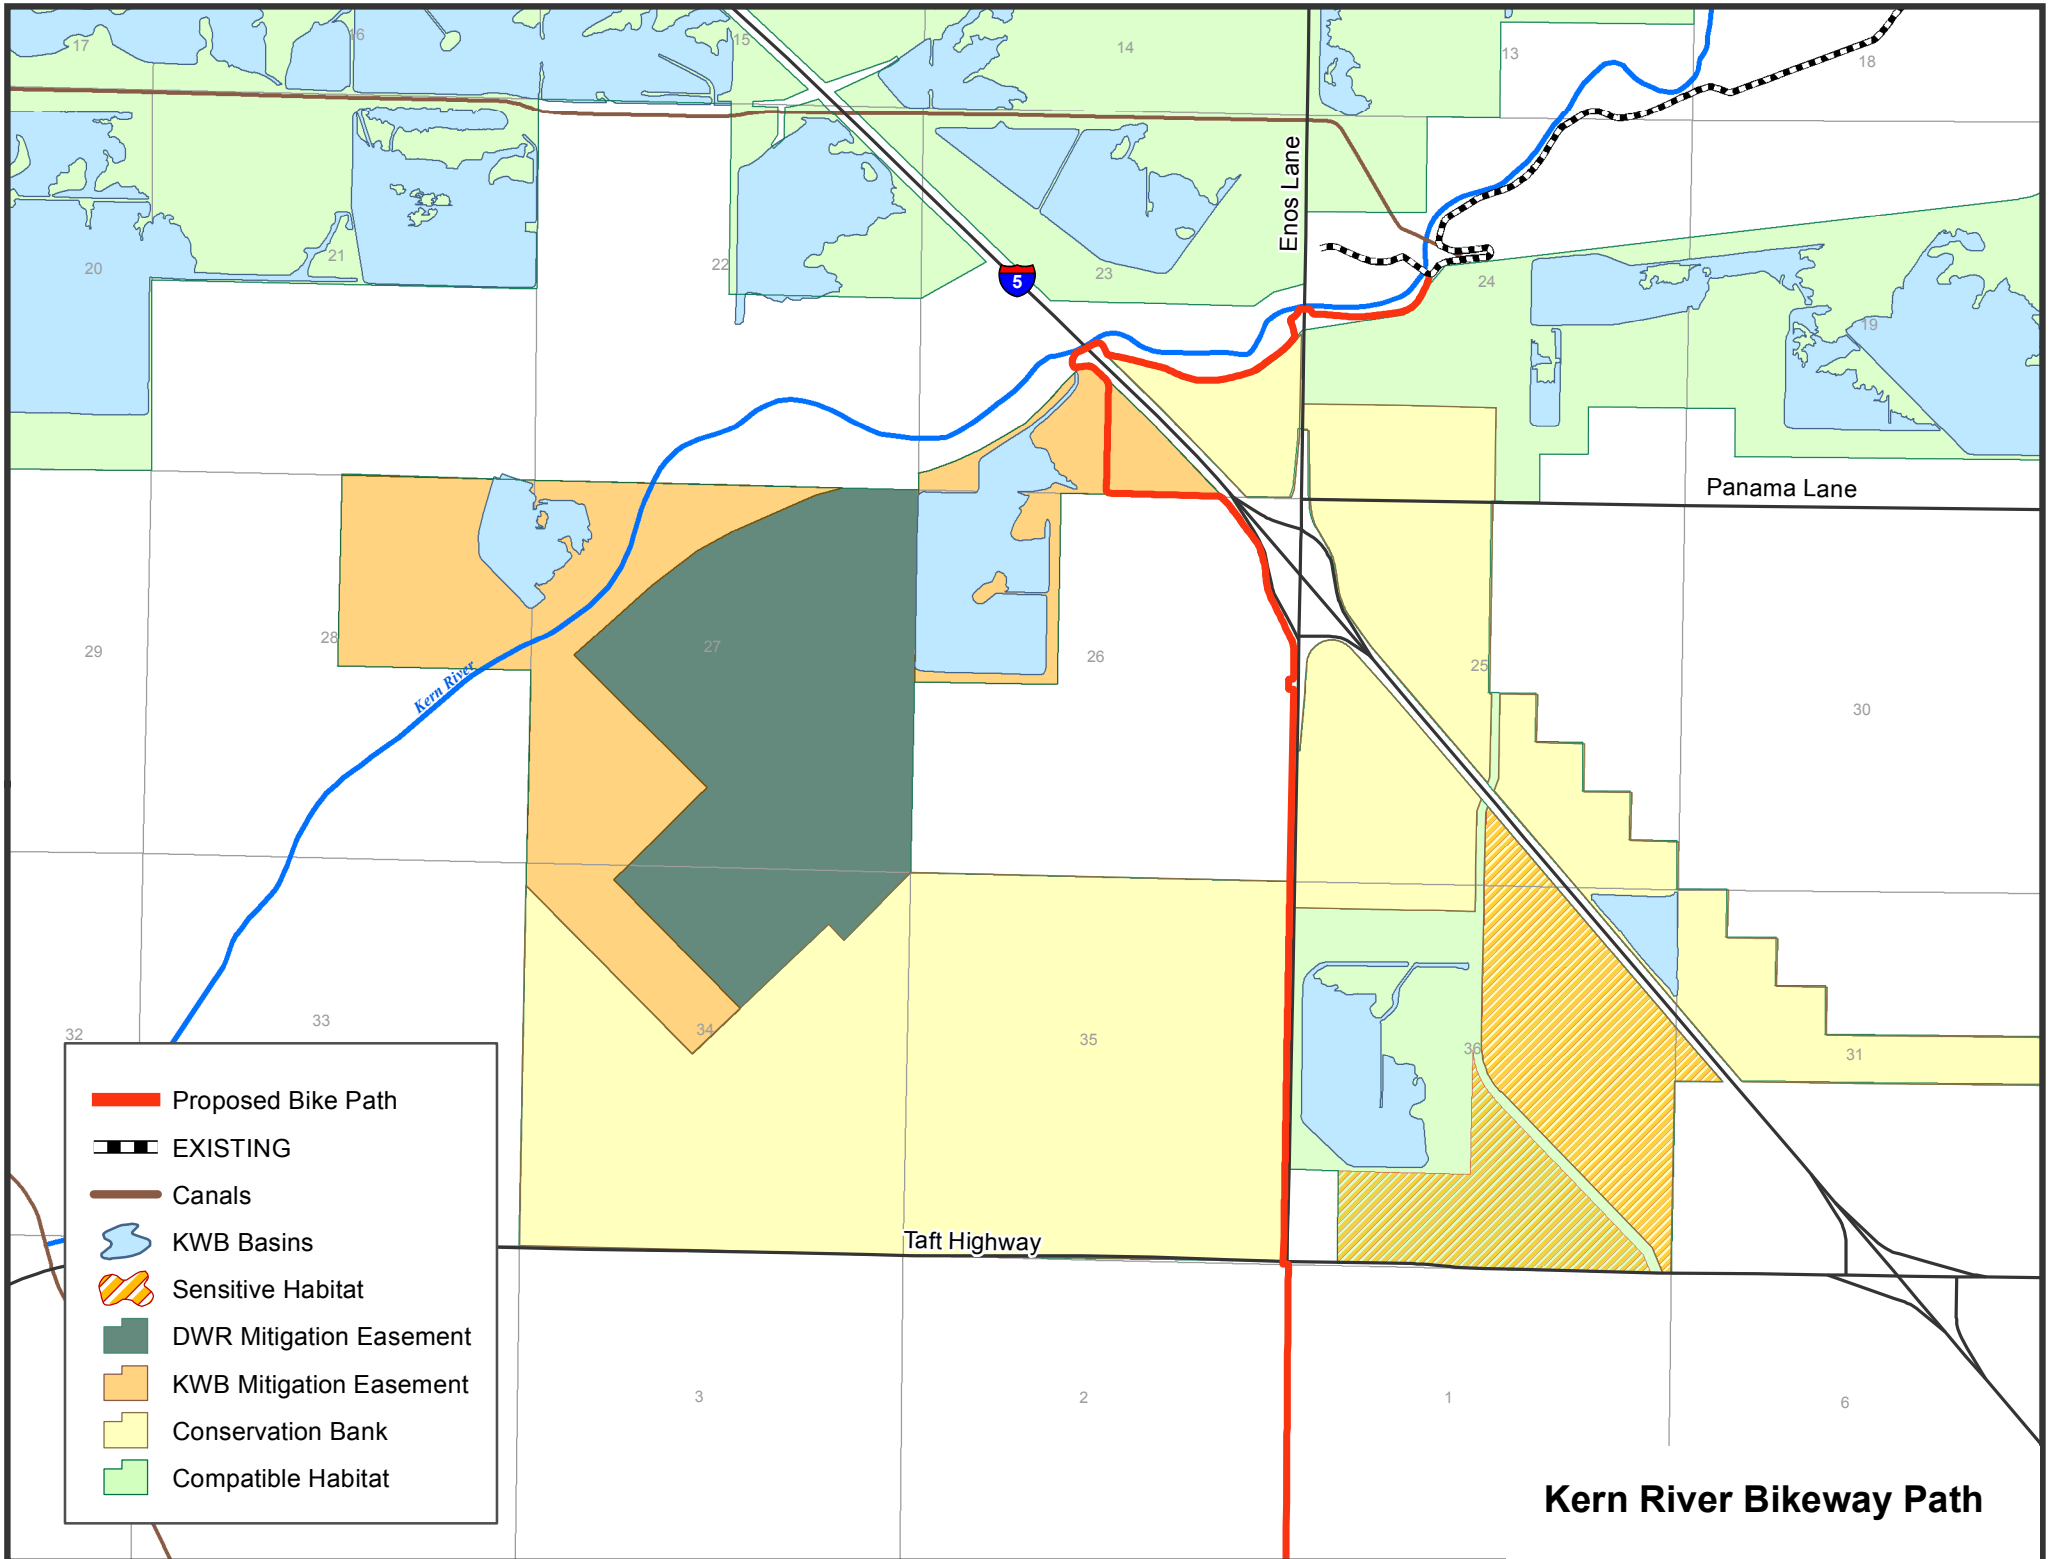 17
16
15
14
13
18
Enos Lane
20
21
22
5
23
24
19
Panama Lane
29
28
27
26
25
30
Kern River
32
33
34
35
36
31
Proposed Bike Path
EXISTING
Canals
KWB Basins
Sensitive Habitat
DWR Mitigation Easement
KWB Mitigation Easement
Conservation Bank
Compatible Habitat
Taft Highway
3
2
1
6
Kern River Bikeway Path